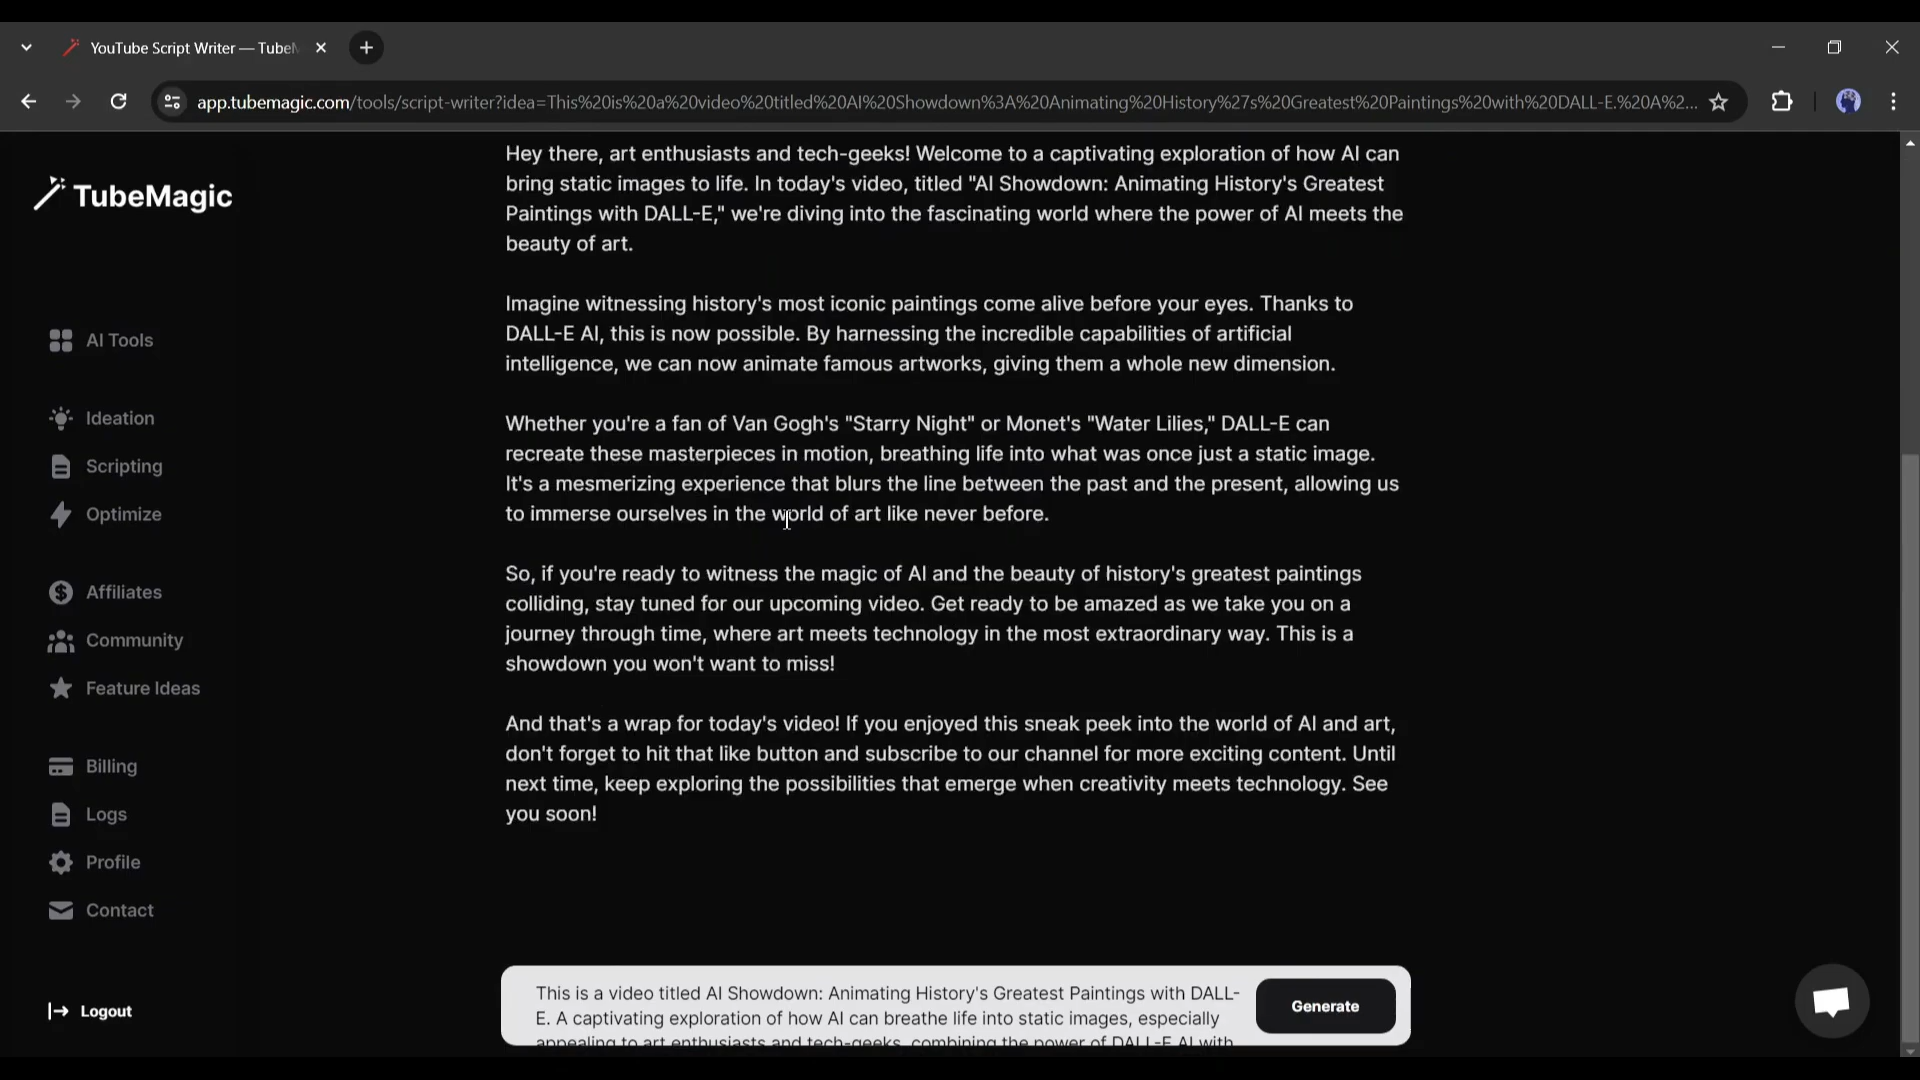 YouTube Script Writer — Tube
app.tubemagic.com/tools/script-writer?idea=This%20is%20a%20video%20titled%20AI%20Showdown%3A%20Animating%20History%27s%20Greatest%20Paintings%20with%20DALL-E.%20A%2...
TubeMagic
AI Tools
Ideation
Scripting
Optimize
Affiliates
Community
Feature Ideas
Billing
Logs
Profile
Contact
Logout
Hey there, art enthusiasts and tech-geeks! Welcome to a captivating exploration of how AI can
bring static images to life. In today's video, titled "AI Showdown: Animating History's Greatest
Paintings with DALL-E," we're diving into the fascinating world where the power of AI meets the
beauty of art.
Imagine witnessing history's most iconic paintings come alive before your eyes. Thanks to
DALL-E AI, this is now possible. By harnessing the incredible capabilities of artificial
intelligence, we can now animate famous artworks, giving them a whole new dimension.
Whether you're a fan of Van Gogh's "Starry Night" or Monet's "Water Lilies," DALL-E can
recreate these masterpieces in motion, breathing life into what was once just a static image.
It's a mesmerizing experience that blurs the line between the past and the present, allowing us
to immerse ourselves in the world of art like never before.
So, if you're ready to witness the magic of AI and the beauty of history's greatest paintings
colliding, stay tuned for our upcoming video. Get ready to be amazed as we take you on a
journey through time, where art meets technology in the most extraordinary way. This is a
showdown you won't want to miss!
And that's a wrap for today's video! If you enjoyed this sneak peek into the world of AI and art,
don't forget to hit that like button and subscribe to our channel for more exciting content. Until
next time, keep exploring the possibilities that emerge when creativity meets technology. See
you soon!
This is a video titled AI Showdown: Animating History's Greatest Paintings with DALL-
E. A captivating exploration of how AI can breathe life into static images, especially
appealing to art enthusiasts and tech-geeks, combining the power of DALL-E AI with
Generate